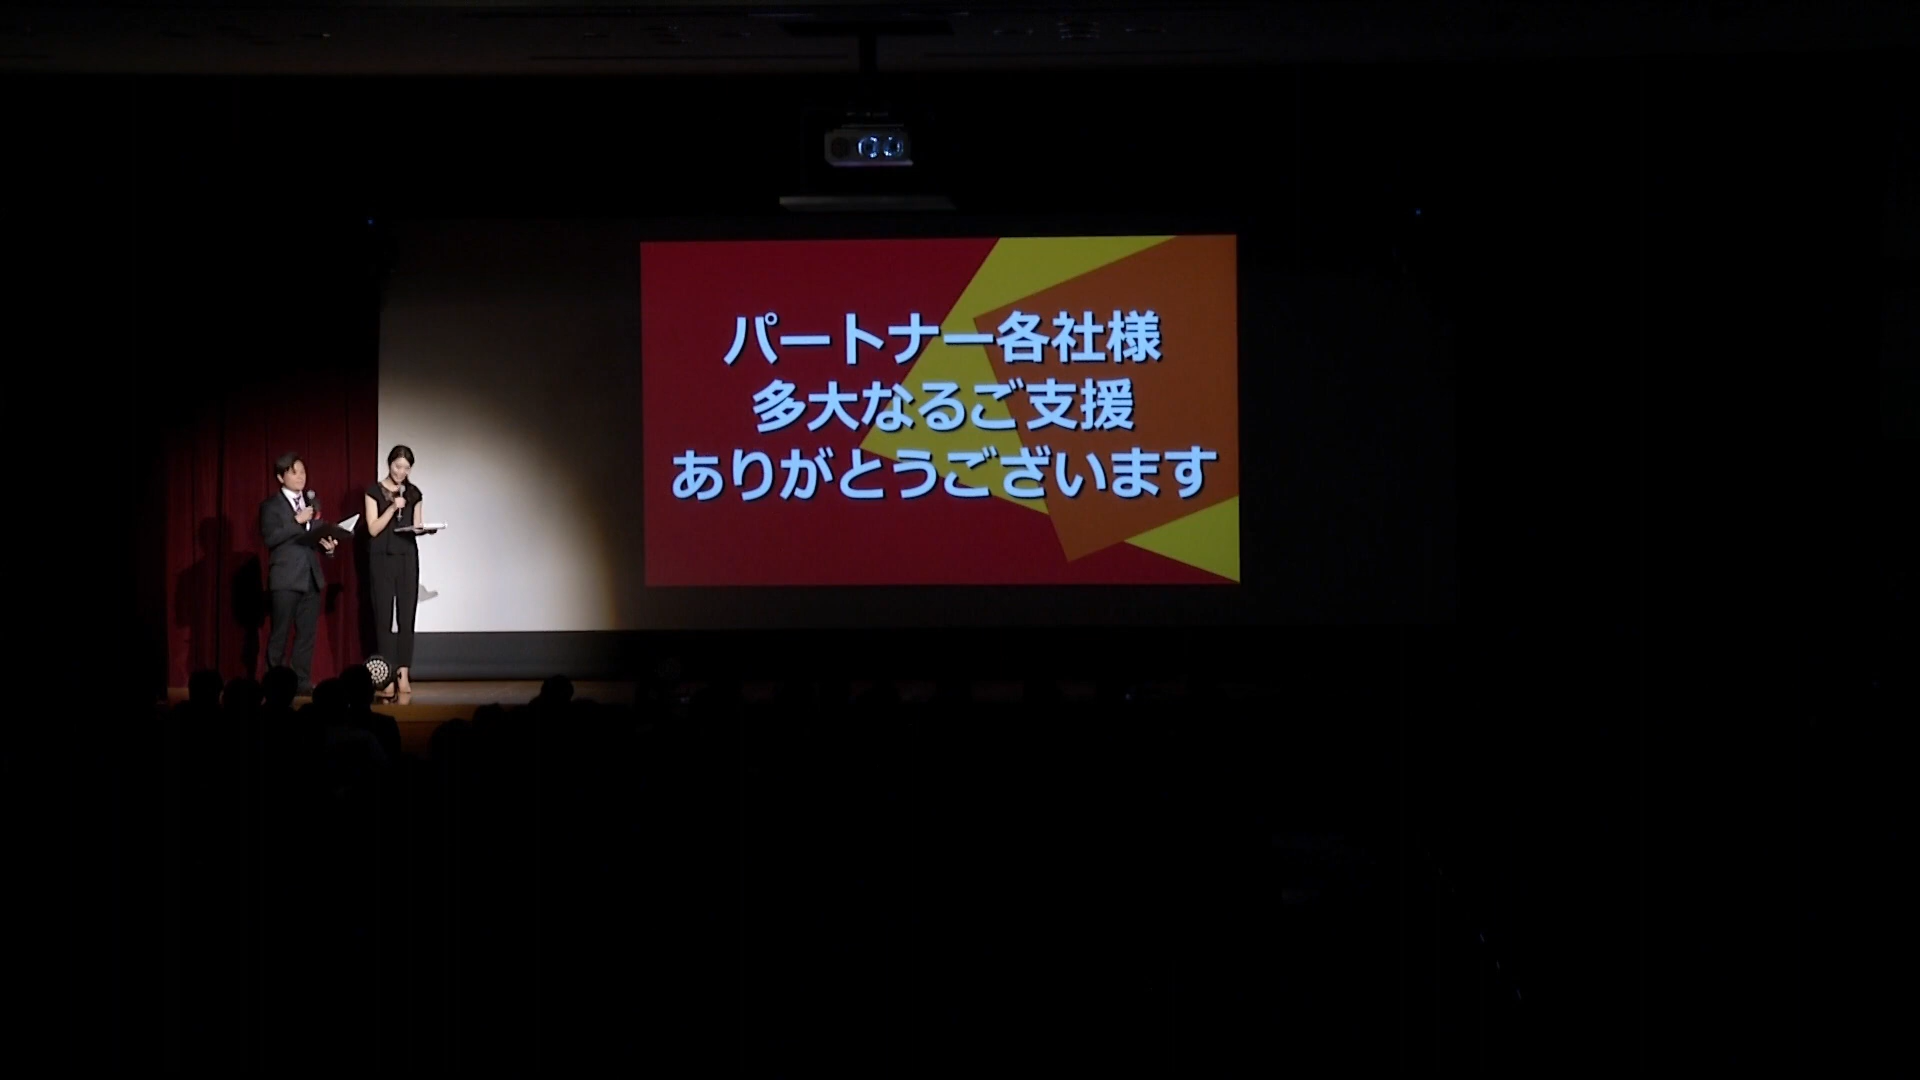 パートナー各社様
多大なるご支援
ありがとうございます